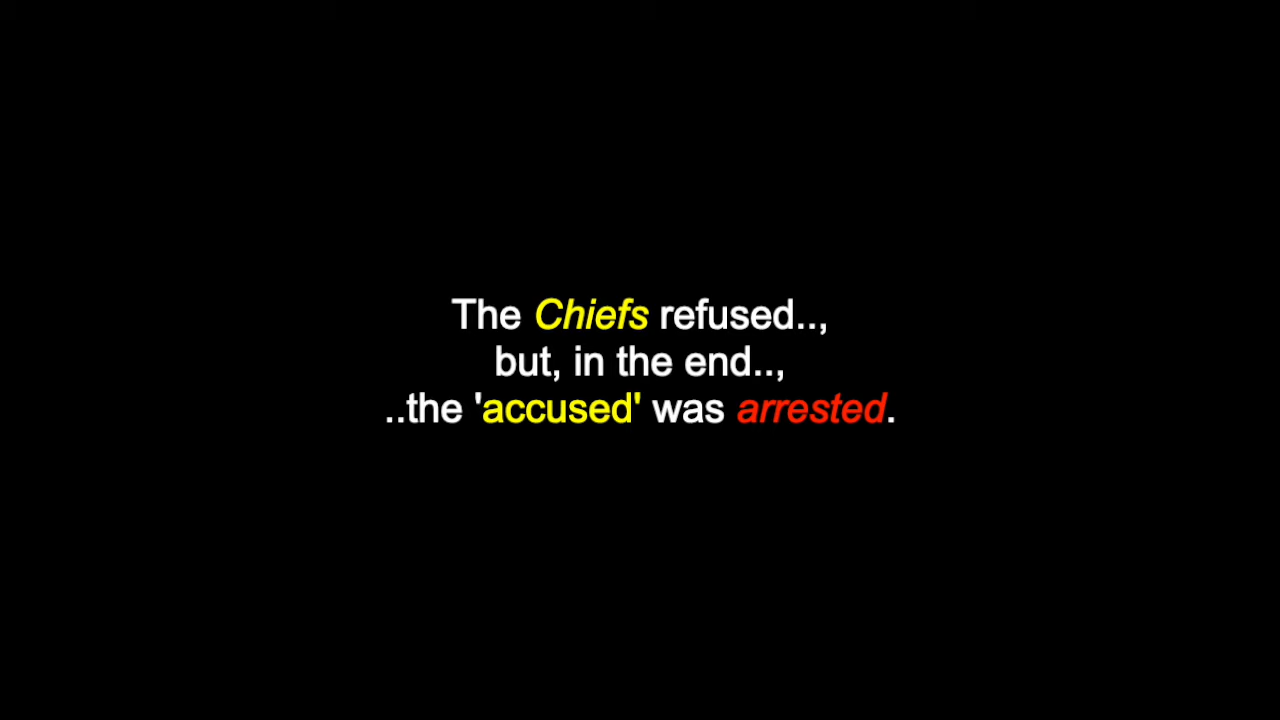 The Chiefs refused..,
but, in the end..,
..the 'accused' was arrested.